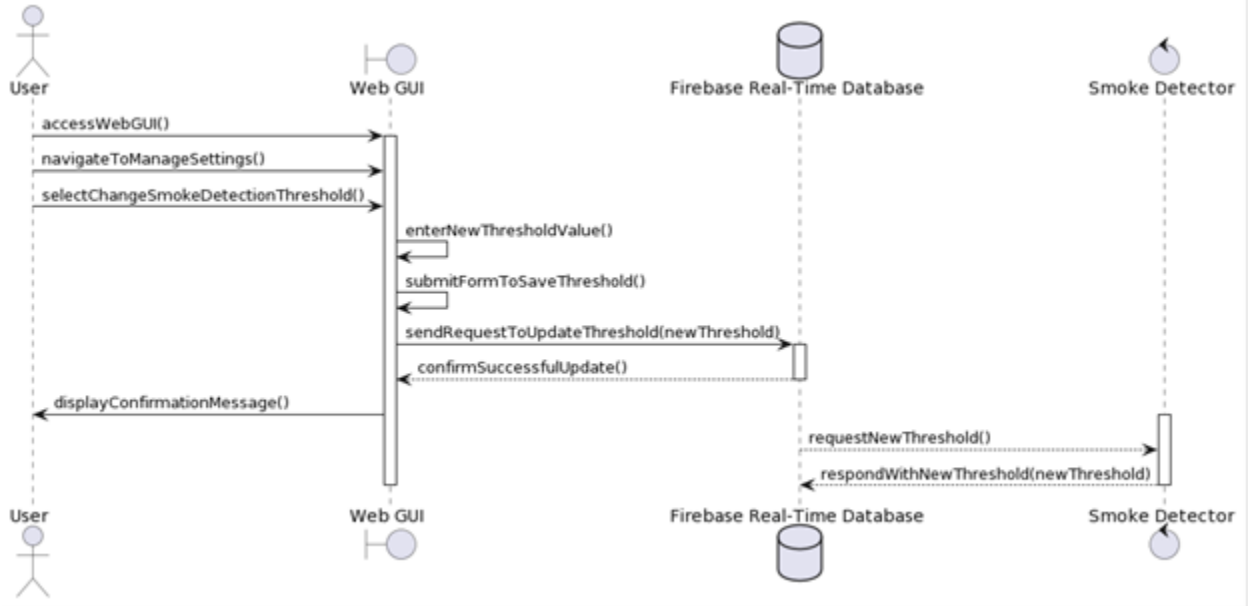 User
Web GUI
Firebase Real-Time Database
Smoke Detector
accessWebGUI()
navigateToManageSettings()
selectChangeSmokeDetectionThreshold()
enterNewThresholdValue()
submitFormToSaveThreshold()
sendRequestToUpdateThreshold(newThreshold)
confirmSuccessfulUpdate()
displayConfirmationMessage()
requestNewThreshold()
respondWithNewThreshold(newThreshold)
User
Web GUI
Firebase Real-Time Database
Smoke Detector